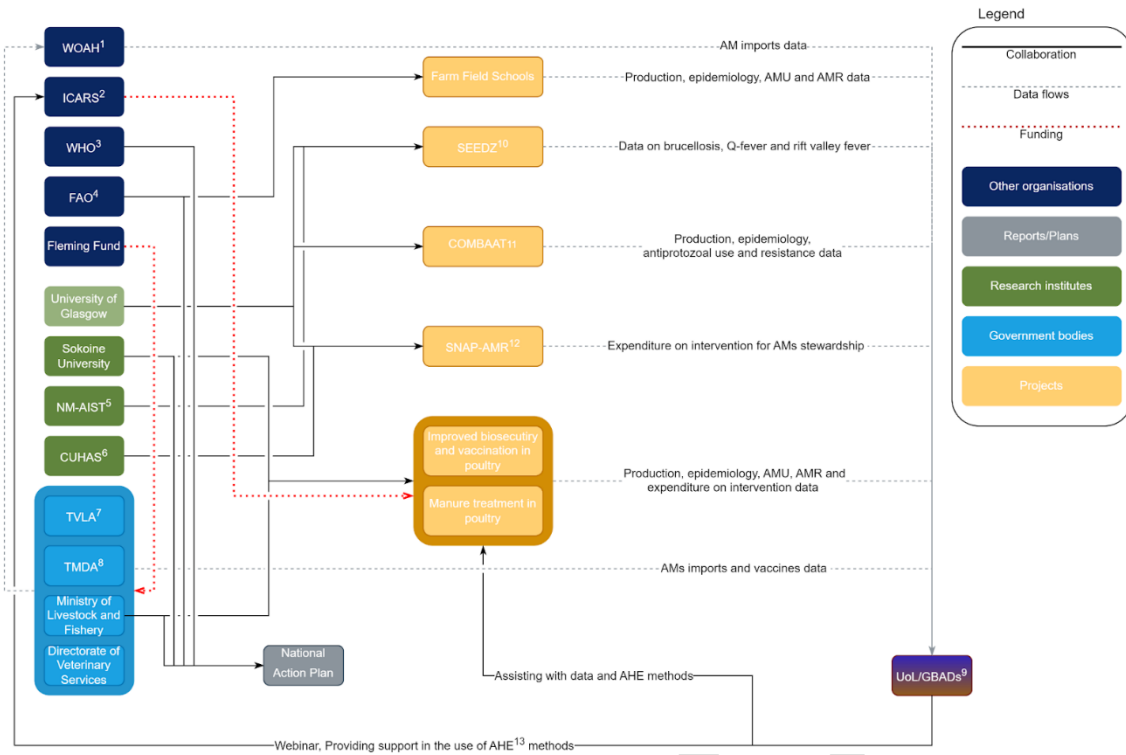 Legend
WOAH1
AM imports data
Collaboration
Farm Field Schools
Production, epidemiology, AMU and AMR data
ICARS2
Data flows
Funding
WHO3
SEEDZ10
Data on brucellosis, Q-fever and rift valley fever
FAO4
Other organisations
Fleming Fund
COMBAAT11
Production, epidemiology,
antiprotozoal use and resistance data
Reports/Plans
University of
Glasgow
Research institutes
Sokoine
University
SNAP-AMR12
Expenditure on intervention for AMs stewardship
Government bodies
NM-AIST5
Projects
CUHAS6
Improved biosecutiry
and vaccination in
poultry
Production, epidemiology, AMU, AMR and
expenditure on intervention data
Manure treatment in
poultry
TVLA7
TMDA8
AMs imports and vaccines data
Ministry of
Livestock and
Fishery
Directorate of
Veterinary
Services
National
Action Plan
Assisting with data and AHE methods
UoL/GBADs9
Webinar, Providing support in the use of AHE13 methods